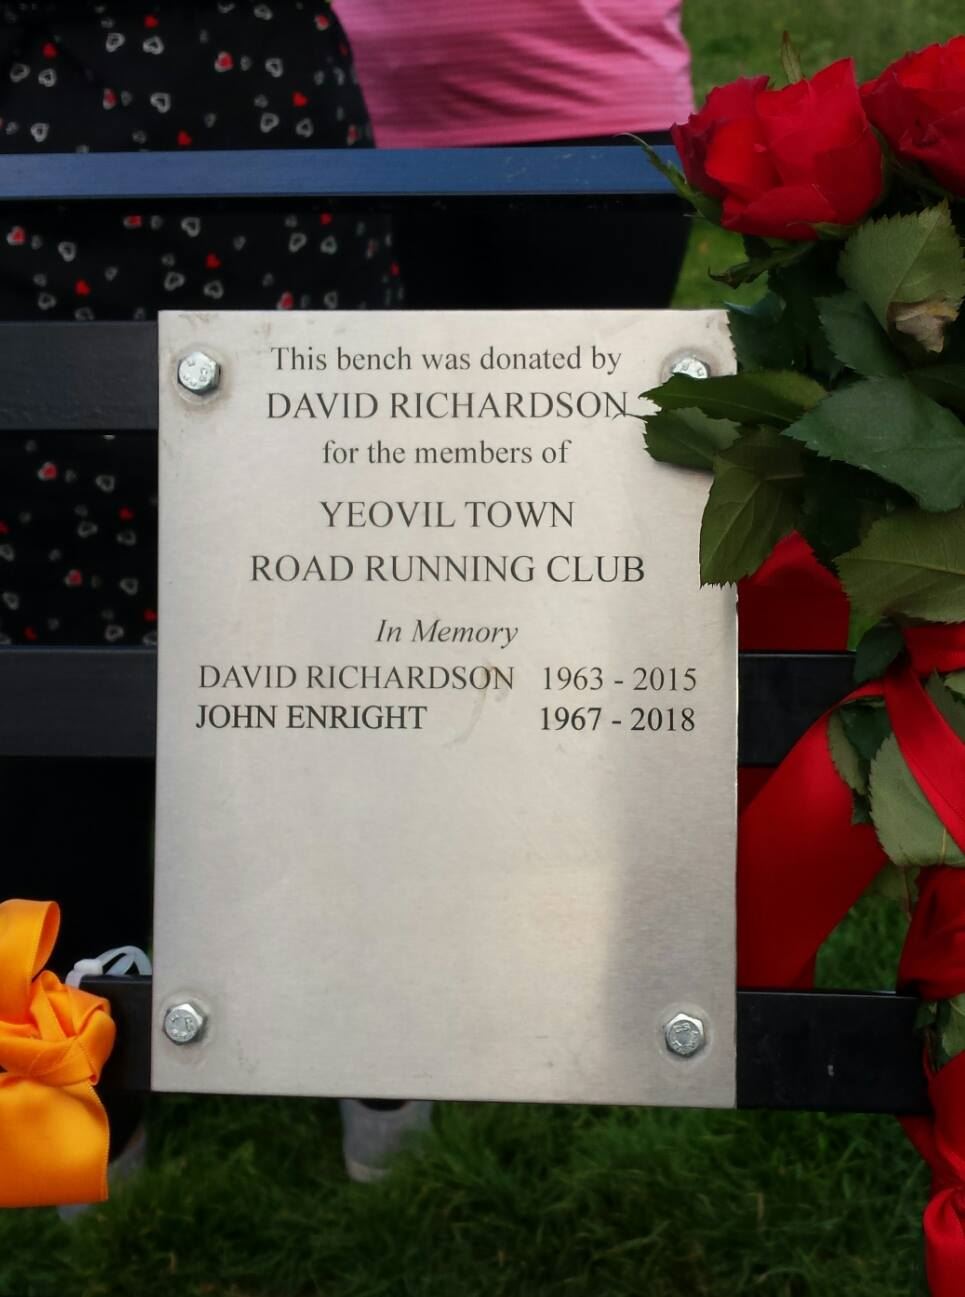 This bench was donated by
DAVID RICHARDSON
for the members of
YEOVIL TOWN
ROAD RUNNING CLUB
In Memory
DAVID RICHARDSON 1963 - 2015
JOHN ENRIGHT 1967 - 2018